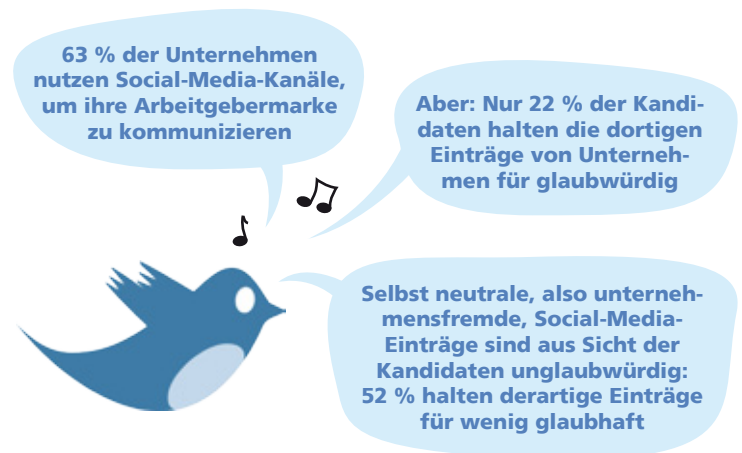 63 % der Unternehmen
nutzen Social-Media-Kanäle,
um ihre Arbeitgebermarke
zu kommunizieren
Aber: Nur 22 % der Kandi-
daten halten die dortigen
Einträge von Unterneh-
men für glaubwürdig
Selbst neutrale, also unterneh-
mensfremde, Social-Media-
Einträge sind aus Sicht der
Kandidaten unglaubwürdig:
52 % halten derartige Einträge
für wenig glaubhaft